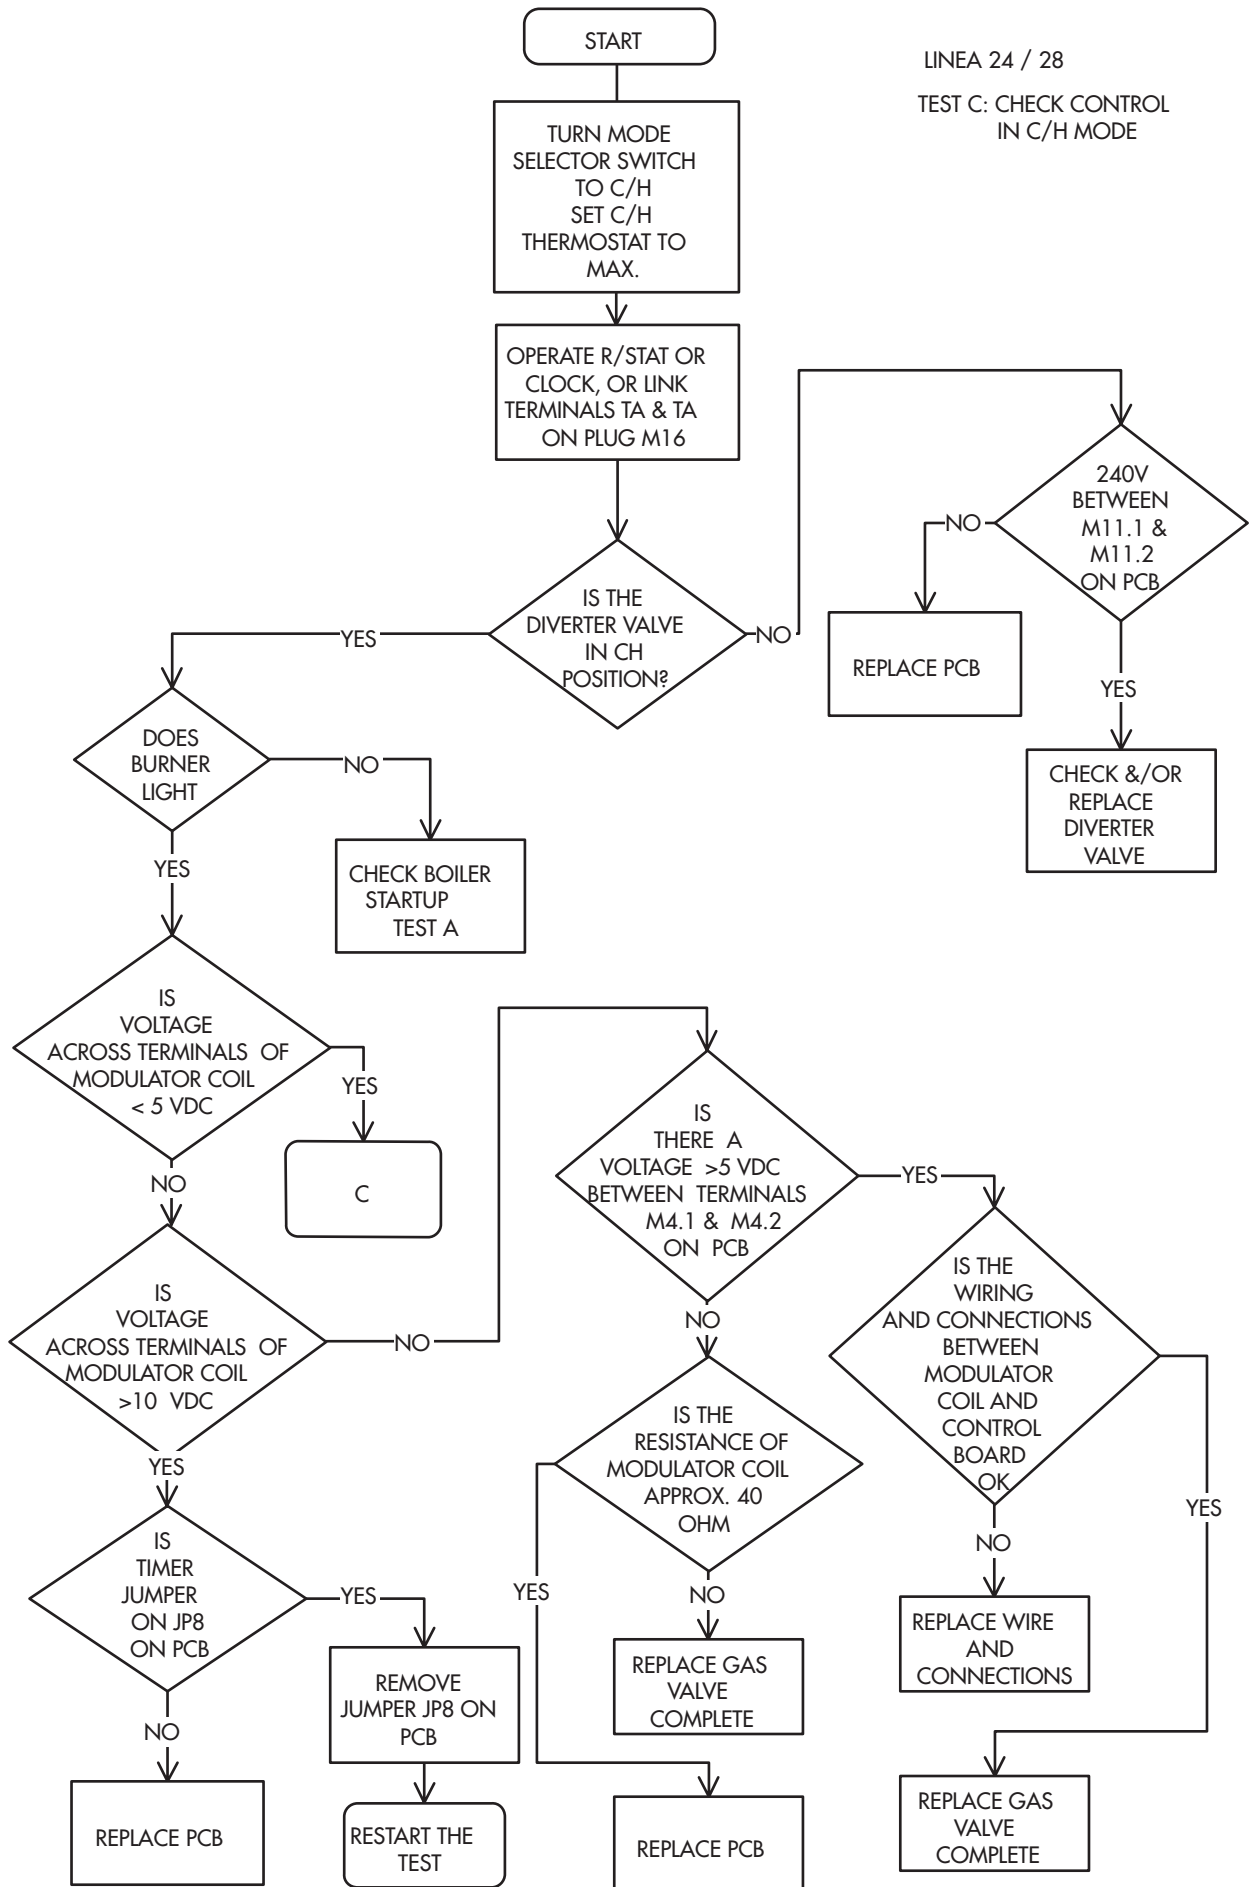 START
LINEA 24 / 28
TEST C: CHECK CONTROL
IN C/H MODE
TURN MODE
SELECTOR SWITCH
TO C/H
SET C/H
THERMOSTAT TO
MAX.
OPERATE R/STAT OR
CLOCK, OR LINK
TERMINALS TA & TA
ON PLUG M16
240V
BETWEEN
M11.1 &
M11.2
ON PCB
NO
IS THE
DIVERTER VALVE
IN CH
POSITION?
YES
NO
REPLACE PCB
YES
DOES
BURNER
LIGHT
NO
CHECK &/OR
REPLACE
DIVERTER
VALVE
YES
CHECK BOILER
STARTUP
TEST A
IS
VOLTAGE
ACROSS TERMINALS OF
MODULATOR COIL
< 5 VDC
YES
C
NO
IS
THERE A
VOLTAGE >5 VDC
BETWEEN TERMINALS
M4.1 & M4.2
ON PCB
YES
NO
IS
VOLTAGE
ACROSS TERMINALS OF
MODULATOR COIL
>10 VDC
NO
YES
IS THE
WIRING
AND CONNECTIONS
BETWEEN
MODULATOR
COIL AND
CONTROL
BOARD
OK
YES
NO
IS THE
RESISTANCE OF
MODULATOR COIL
APPROX. 40
OHM
YES
NO
IS
TIMER
JUMPER
ON JP8
ON PCB
YES
NO
REPLACE WIRE
AND
CONNECTIONS
REPLACE GAS
VALVE
COMPLETE
REMOVE
JUMPER JP8 ON
PCB
REPLACE PCB
RESTART THE
TEST
REPLACE PCB
REPLACE GAS
VALVE
COMPLETE